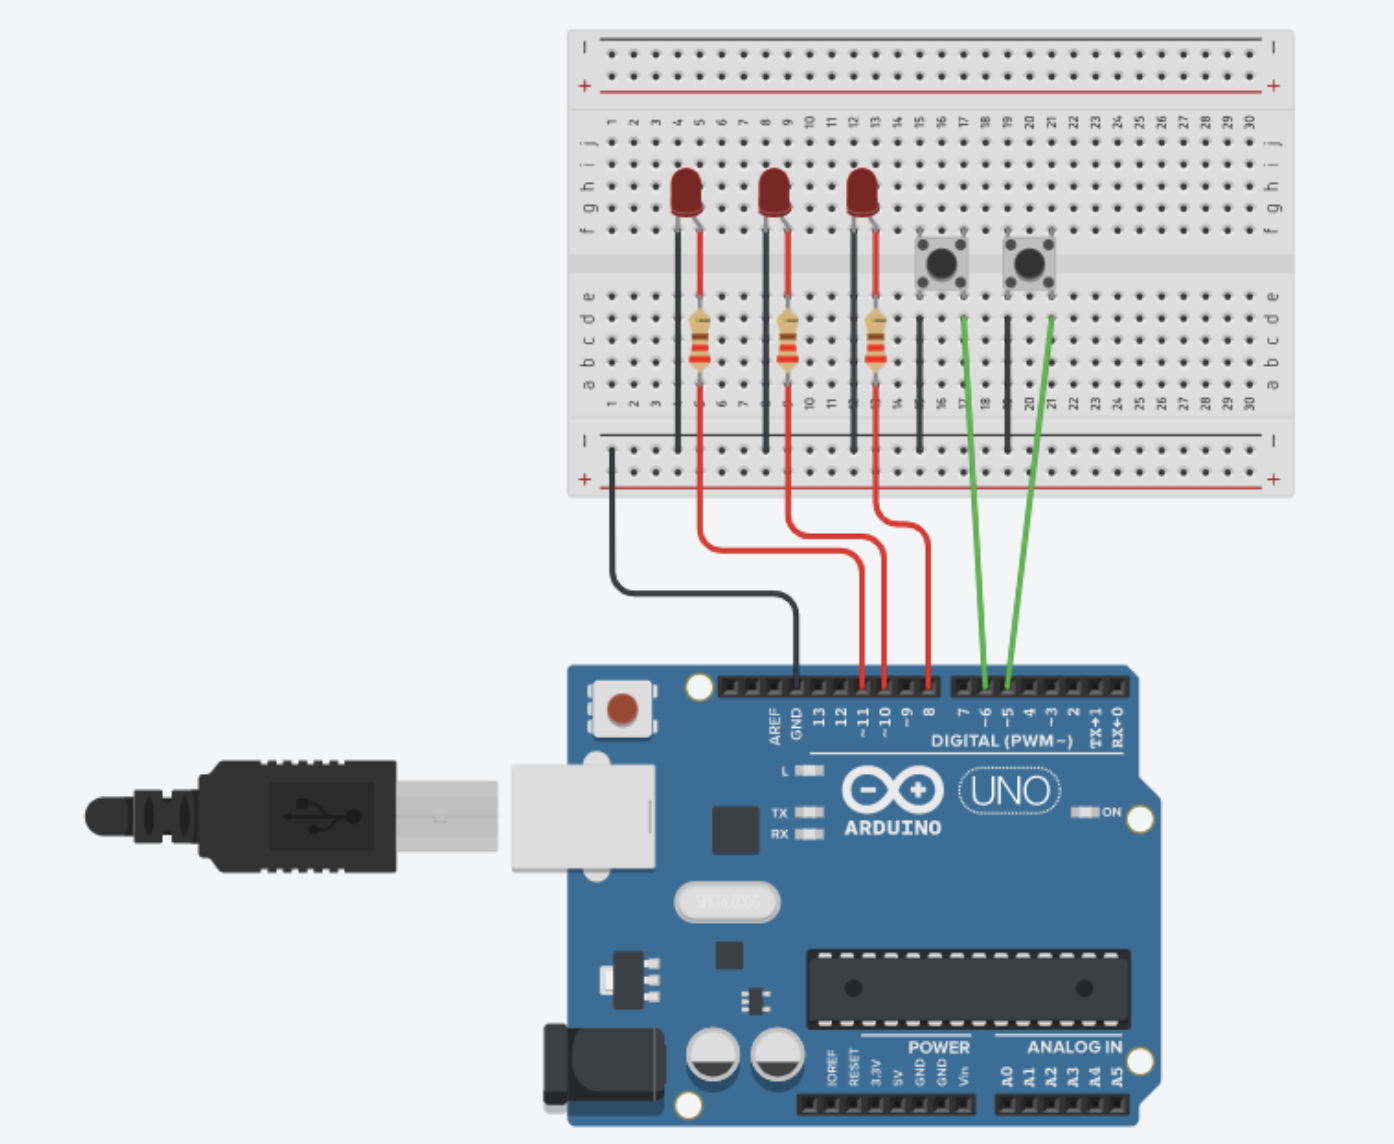 − −
+ +
1 2 3 4 5 6 7 8 9 10 11 12 13 14 15 16 17 18 19 20 21 22 23 24 25 26 27 28 29 30
j j
i i
h h
g g
f f
e e
d d
c c
b b
a a
1 2 3 5 6 7 9 10 11 13 14 16 17 18 20 21 22 23 24 25 26 27 28 29 30
− −
+ +
AREF GND 13 12 ~11 ~10 ~9 8 7 ~6 ~5 4 ~3 2 TX→1 RX←0
DIGITAL (PWM~)
L
TX
RX
ARDUINO
UNO
ON
POWER
ANALOG IN
IOREF RESET 3.3V 5V GND GND Vin A0 A1 A2 A3 A4 A5